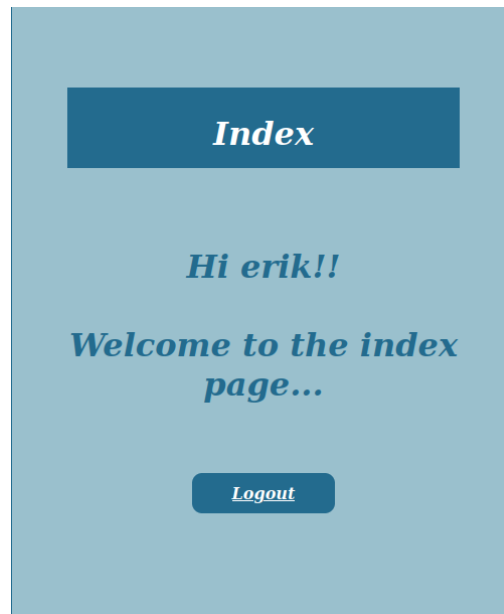 Index
Hi erik!!
Welcome to the index
page...
Logout